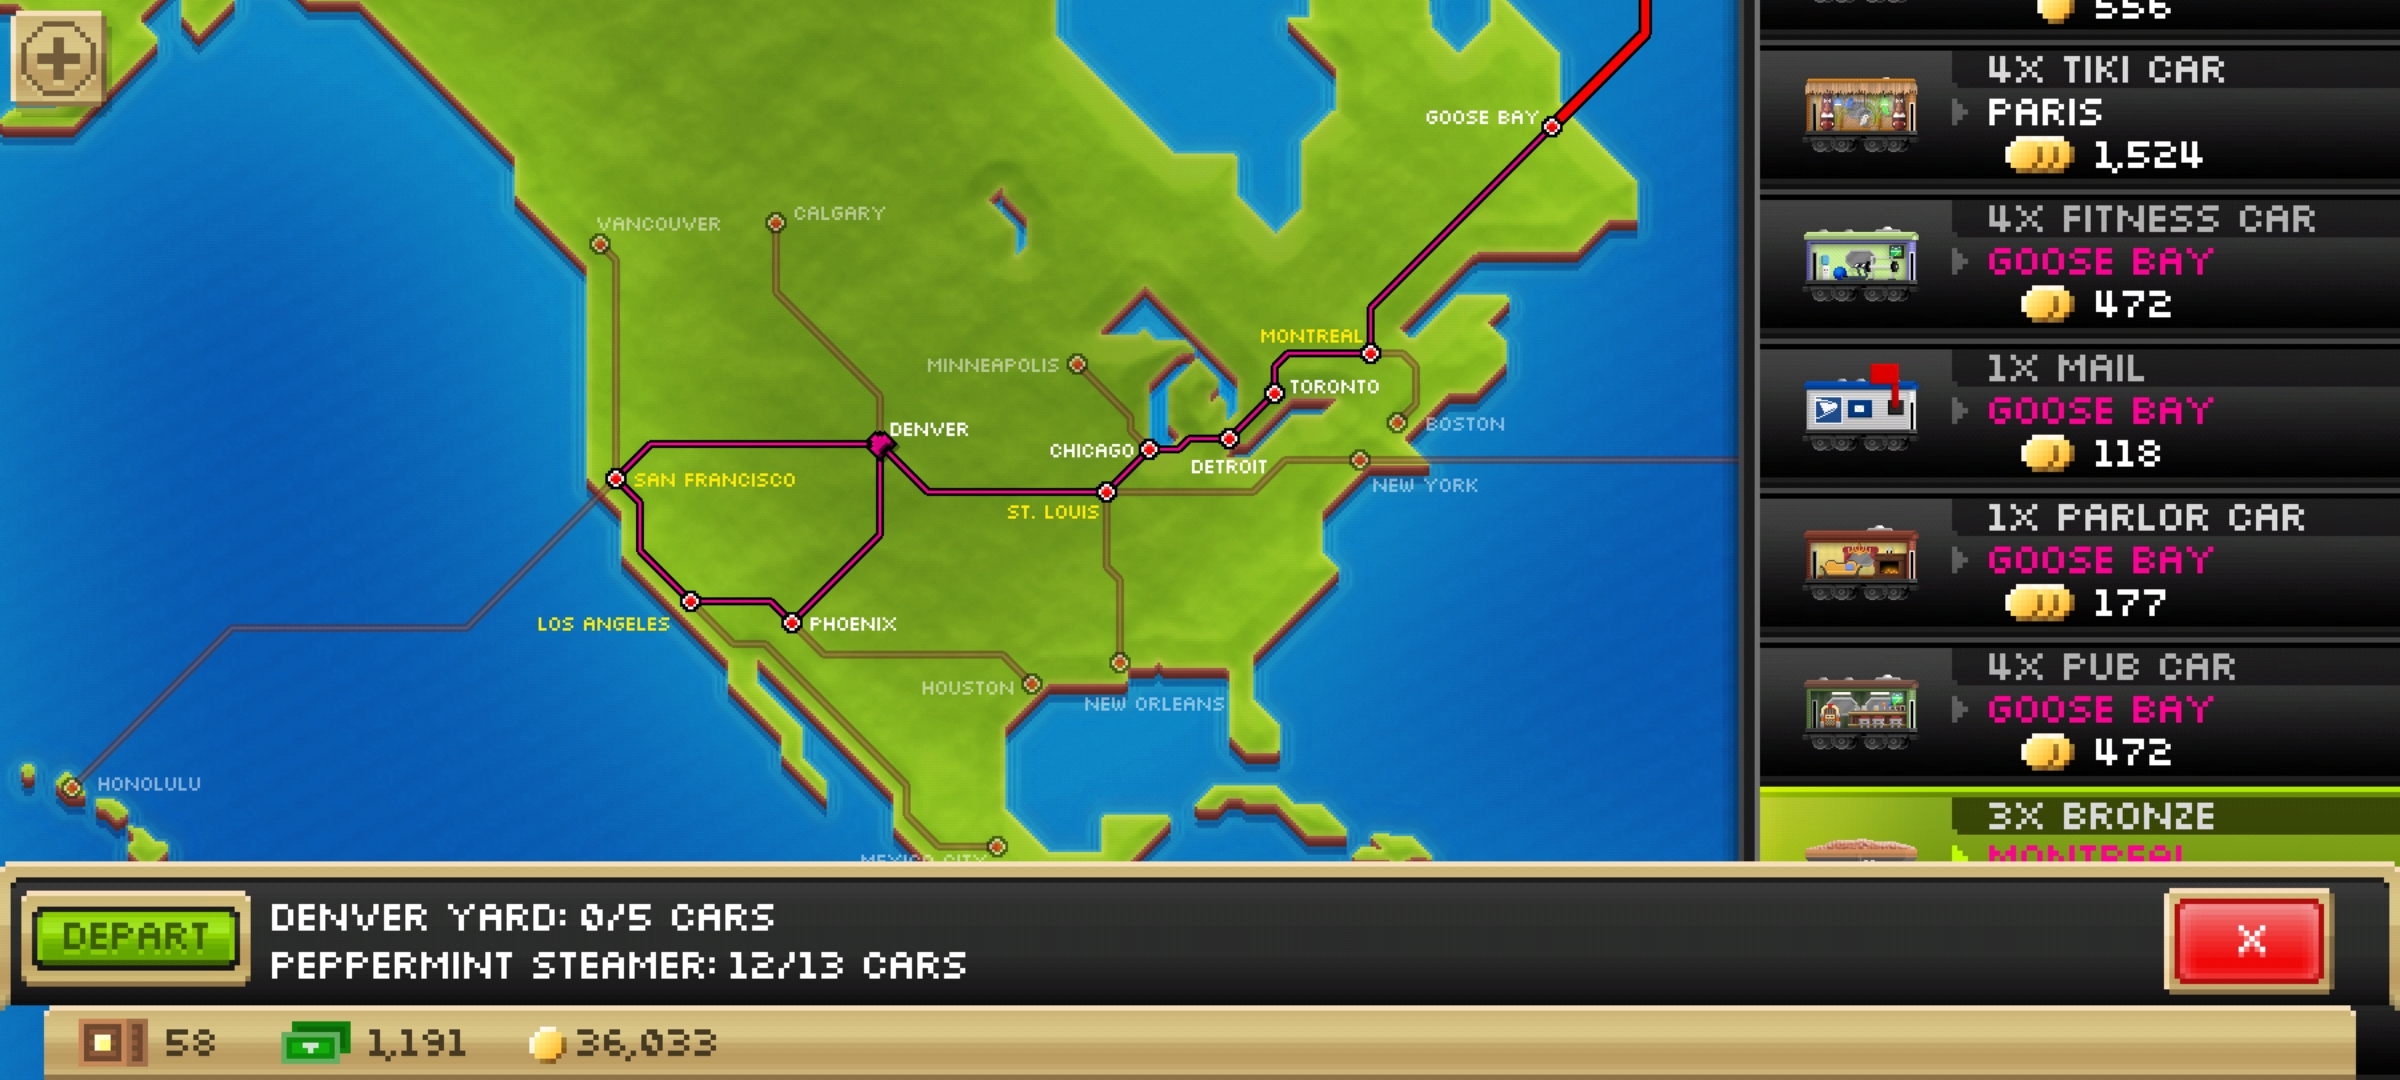 GOOSE BAY
VANCOUVER
CALGARY
MONTREAL
MINNEAPOLIS
TORONTO
DENVER
CHICAGO
BOSTON
DETROIT
SAN FRANCISCO
NEW YORK
ST. LOUIS
LOS ANGELES
PHOENIX
HOUSTON
NEW ORLEANS
HONOLULU
MEXICO CITY
556
4X TIKI CAR
PARIS
1,524
4X FITNESS CAR
GOOSE BAY
472
1X MAIL
GOOSE BAY
118
1X PARLOR CAR
GOOSE BAY
177
4X PUB CAR
GOOSE BAY
472
3X BRONZE
MONTREAL
DEPART
DENVER YARD: 0/5 CARS
PEPPERMINT STEAMER: 12/13 CARS
X
58
1,191
36,033